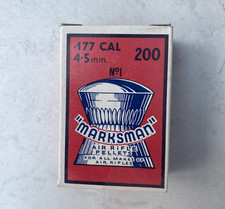 .177 CAL
4.5 m.m.
200
Nº1
"MARKSMAN"
AIR RIFLE
PELLETS
FOR ALL MAKES OF
AIR RIFLES